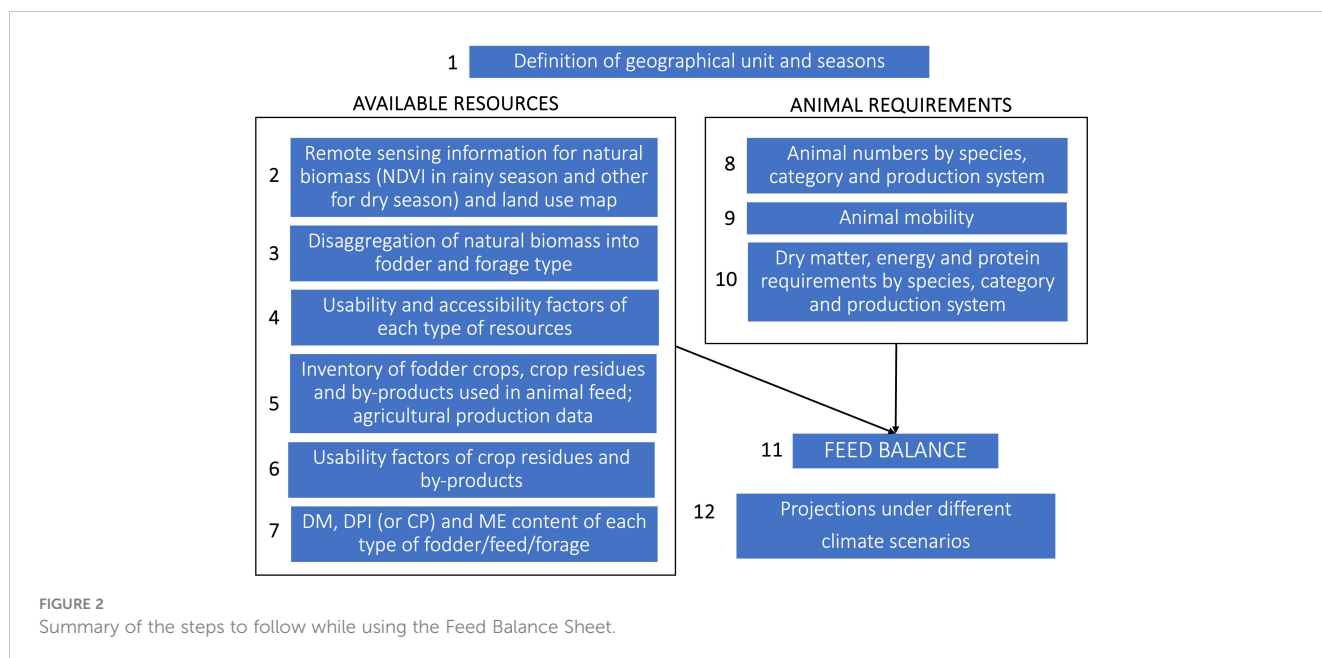 1 Definition of geographical unit and seasons
AVAILABLE RESOURCES
2 Remote sensing information for natural
biomass (NDVI in rainy season and other
for dry season) and land use map
3 Disaggregation of natural biomass into
fodder and forage type
4 Usability and accessibility factors of
each type of resources
5 Inventory of fodder crops, crop residues
and by-products used in animal feed;
agricultural production data
6 Usability factors of crop residues and
by-products
7 DM, DPI (or CP) and ME content of each
type of fodder/feed/forage
ANIMAL REQUIREMENTS
8 Animal numbers by species,
category and production system
9 Animal mobility
10 Dry matter, energy and protein
requirements by species, category
and production system
11 FEED BALANCE
12 Projections under different
climate scenarios
FIGURE 2
Summary of the steps to follow while using the Feed Balance Sheet.